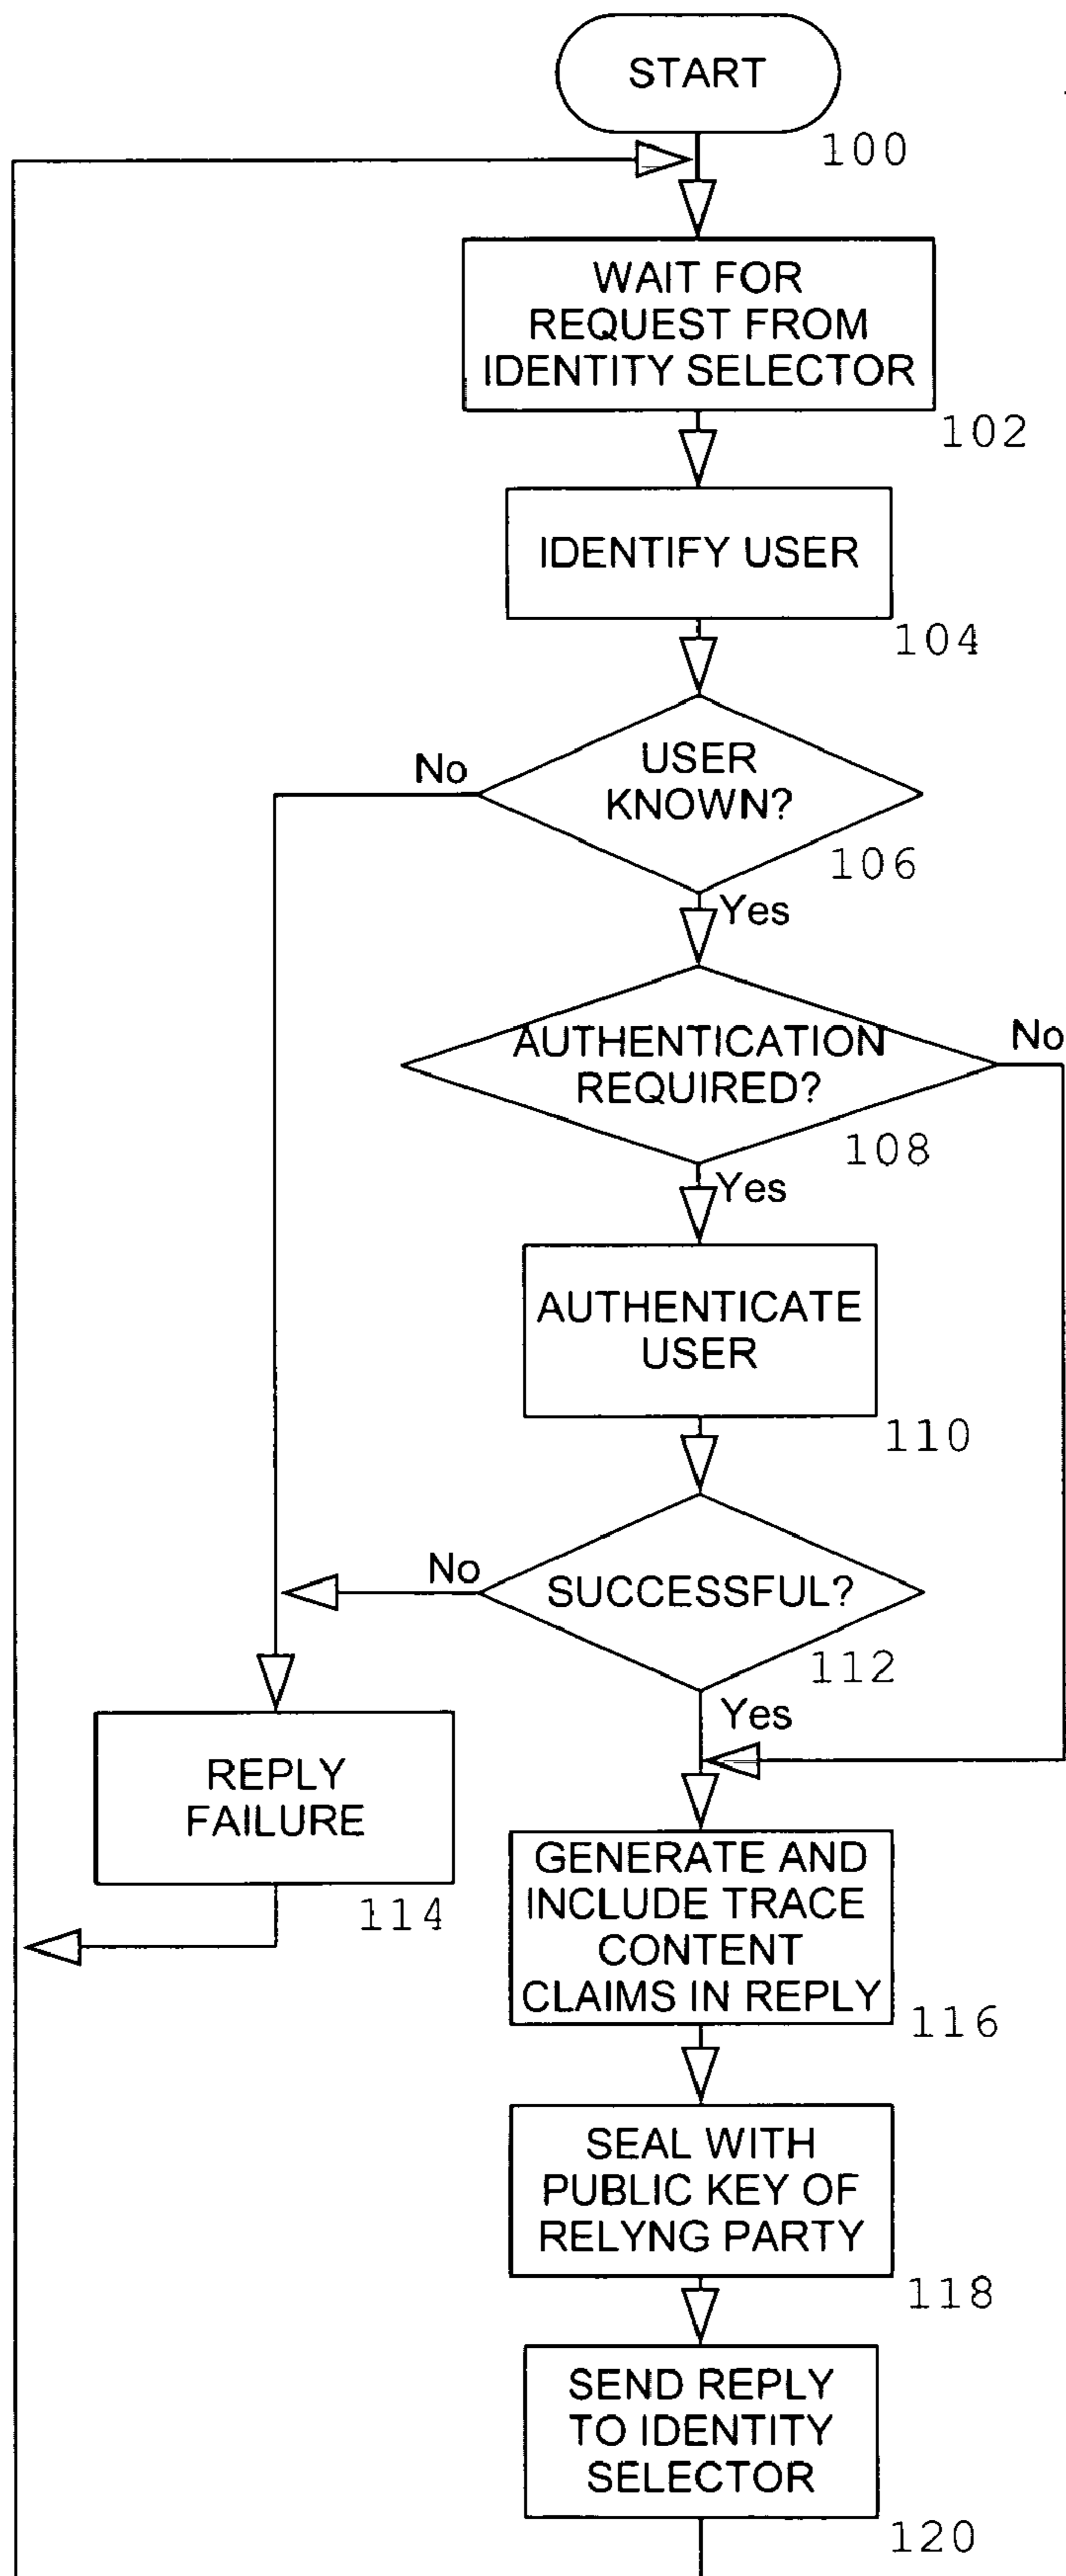 START
100
WAIT FOR
REQUEST FROM
IDENTITY SELECTOR
102
IDENTIFY USER
104
USER
KNOWN?
No
106
Yes
AUTHENTICATION
REQUIRED?
No
108
Yes
AUTHENTICATE
USER
110
SUCCESSFUL?
No
112
Yes
REPLY
FAILURE
114
GENERATE AND
INCLUDE TRACE
CONTENT
CLAIMS IN REPLY
116
SEAL WITH
PUBLIC KEY OF
RELYNG PARTY
118
SEND REPLY
TO IDENTITY
SELECTOR
120